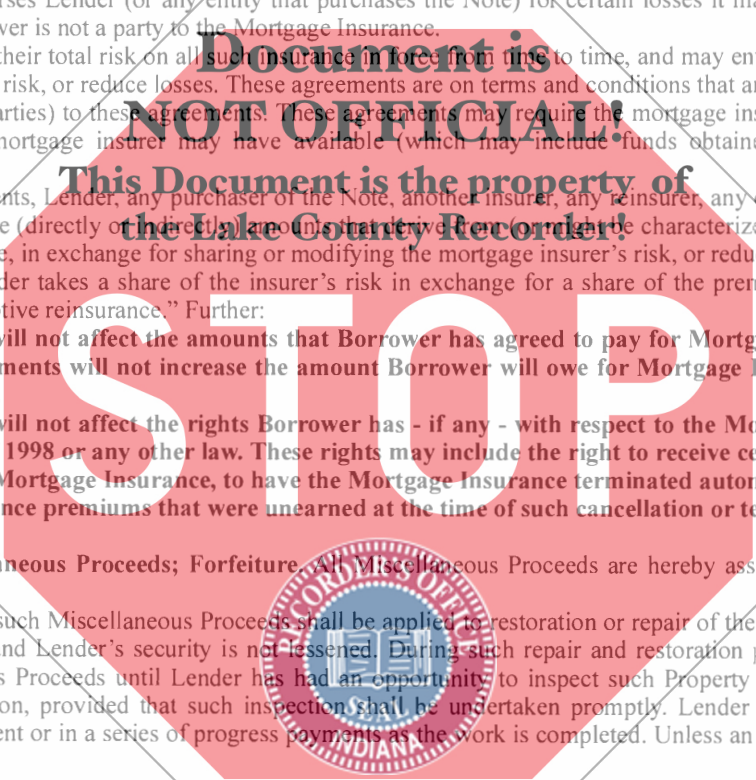 ses Lender (or any entity that purchases the Note) for certain losses it m
wer is not a party to the Mortgage Insurance.
their total risk on all such insurance in force from time to time, and may en
risk, or reduce losses. These agreements are on terms and conditions that a
arties) to these agreements. These agreements may require the mortgage ins
mortgage insurer may have available (which may include funds obtaine
nts, Lender, any purchaser of the Note, another insurer, any reinsurer, any
e (directly or indirectly) amounts that derive from (or might be characterize
e, in exchange for sharing or modifying the mortgage insurer's risk, or redu
der takes a share of the insurer's risk in exchange for a share of the prem
tive reinsurance." Further:
will not affect the amounts that Borrower has agreed to pay for Mortg
ments will not increase the amount Borrower will owe for Mortgage I
will not affect the rights Borrower has - if any - with respect to the Mo
1998 or any other law. These rights may include the right to receive ce
Mortgage Insurance, to have the Mortgage Insurance terminated auton
nce premiums that were unearned at the time of such cancellation or te
neous Proceeds; Forfeiture. All Miscellaneous Proceeds are hereby ass
such Miscellaneous Proceeds shall be applied to restoration or repair of the
and Lender's security is not lessened. During such repair and restoration p
s Proceeds until Lender has had an opportunity to inspect such Property
on, provided that such inspection shall be undertaken promptly. Lender
ent or in a series of progress payments as the work is completed. Unless an
Document is
NOT OFFICIAL!
This Document is the property of
the Lake County Recorder!
STOP
RECORDER'S OFFICE
SEAL
INDIANA